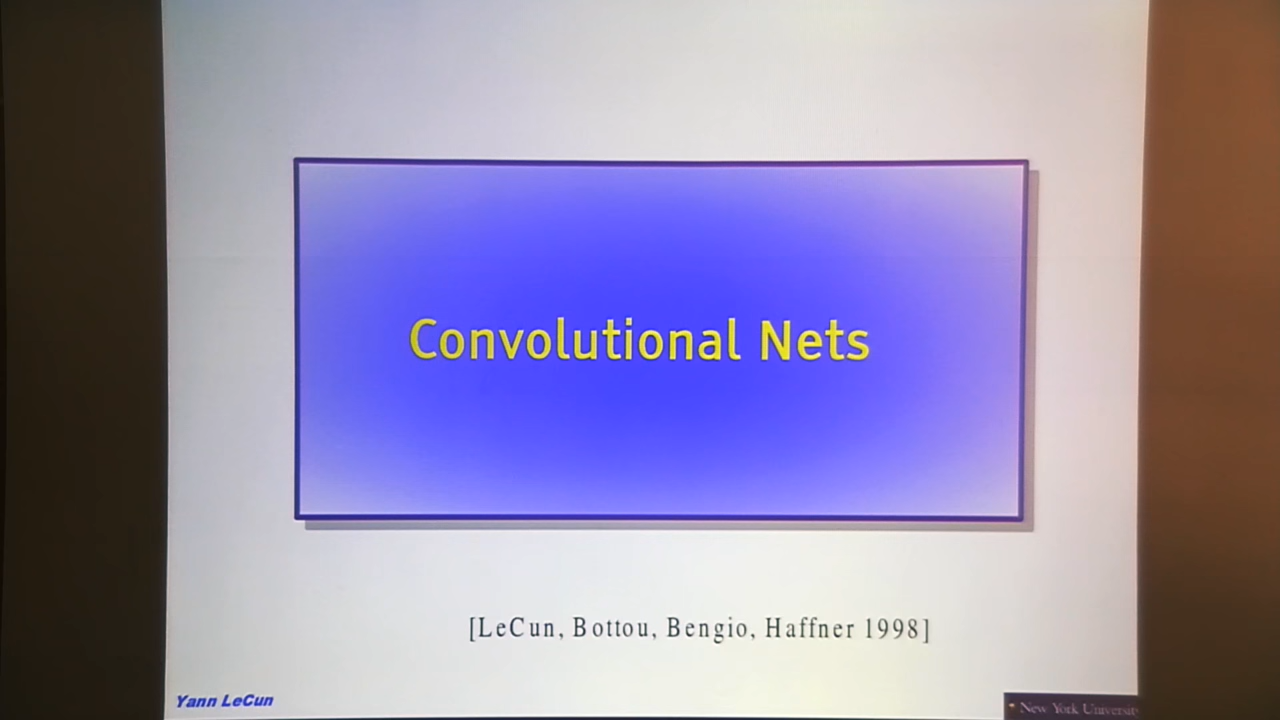 Convolutional Nets
[LeCun, Bottou, Bengio, Haffner 1998]
Yann LeCun
New York University